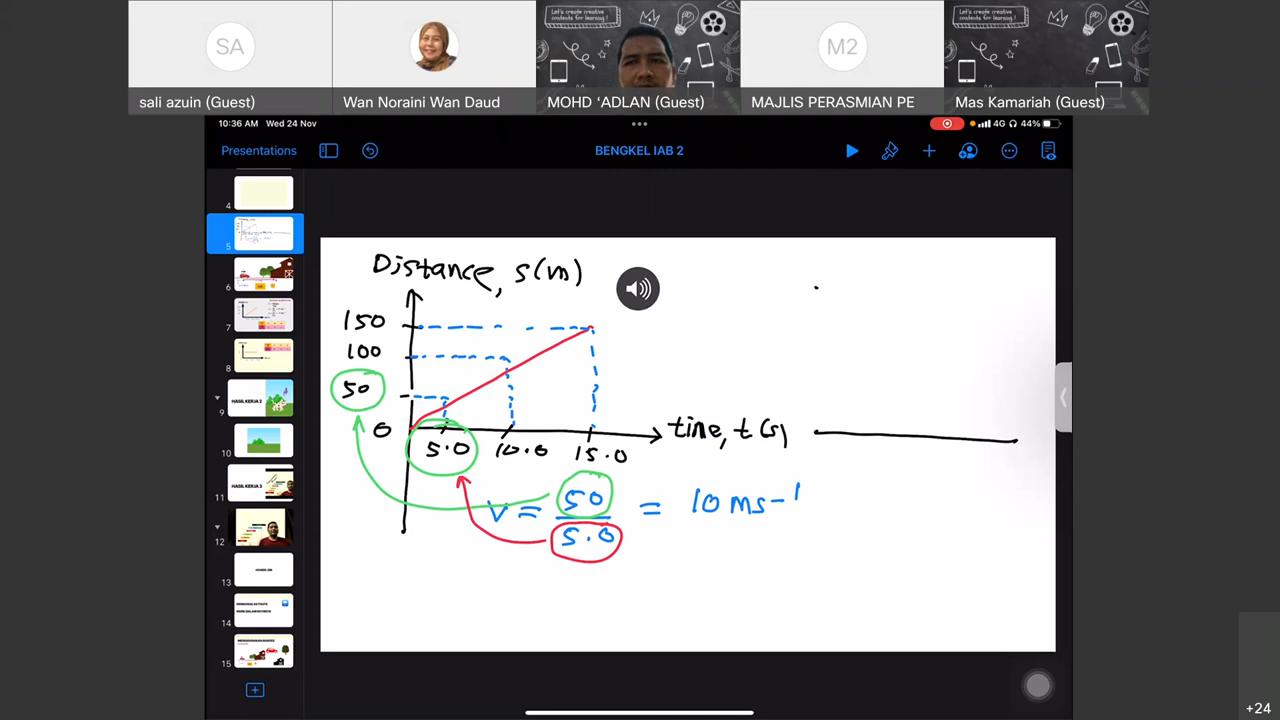 SA
M2
sali azuin (Guest)
Wan Noraini Wan Daud
MOHD 'ADLAN (Guest)
MAJLIS PERASMIAN PE
Mas Kamariah (Guest)
Let's create creative contents for learning!
Let's create creative contents for learning!
10:36 AM Wed 24 Nov
4G 44%
Presentations
BENGKEL IAB 2
4
5
6
7
8
HASIL KERJA 2
9
10
HASIL KERJA 3
11
12
HANDS ON
13
14
15
Distance, s(m)
150
100
50
0
5.0 10.0 15.0
time, t (s)
v = 50 / 5.0 = 10 ms-1
+24